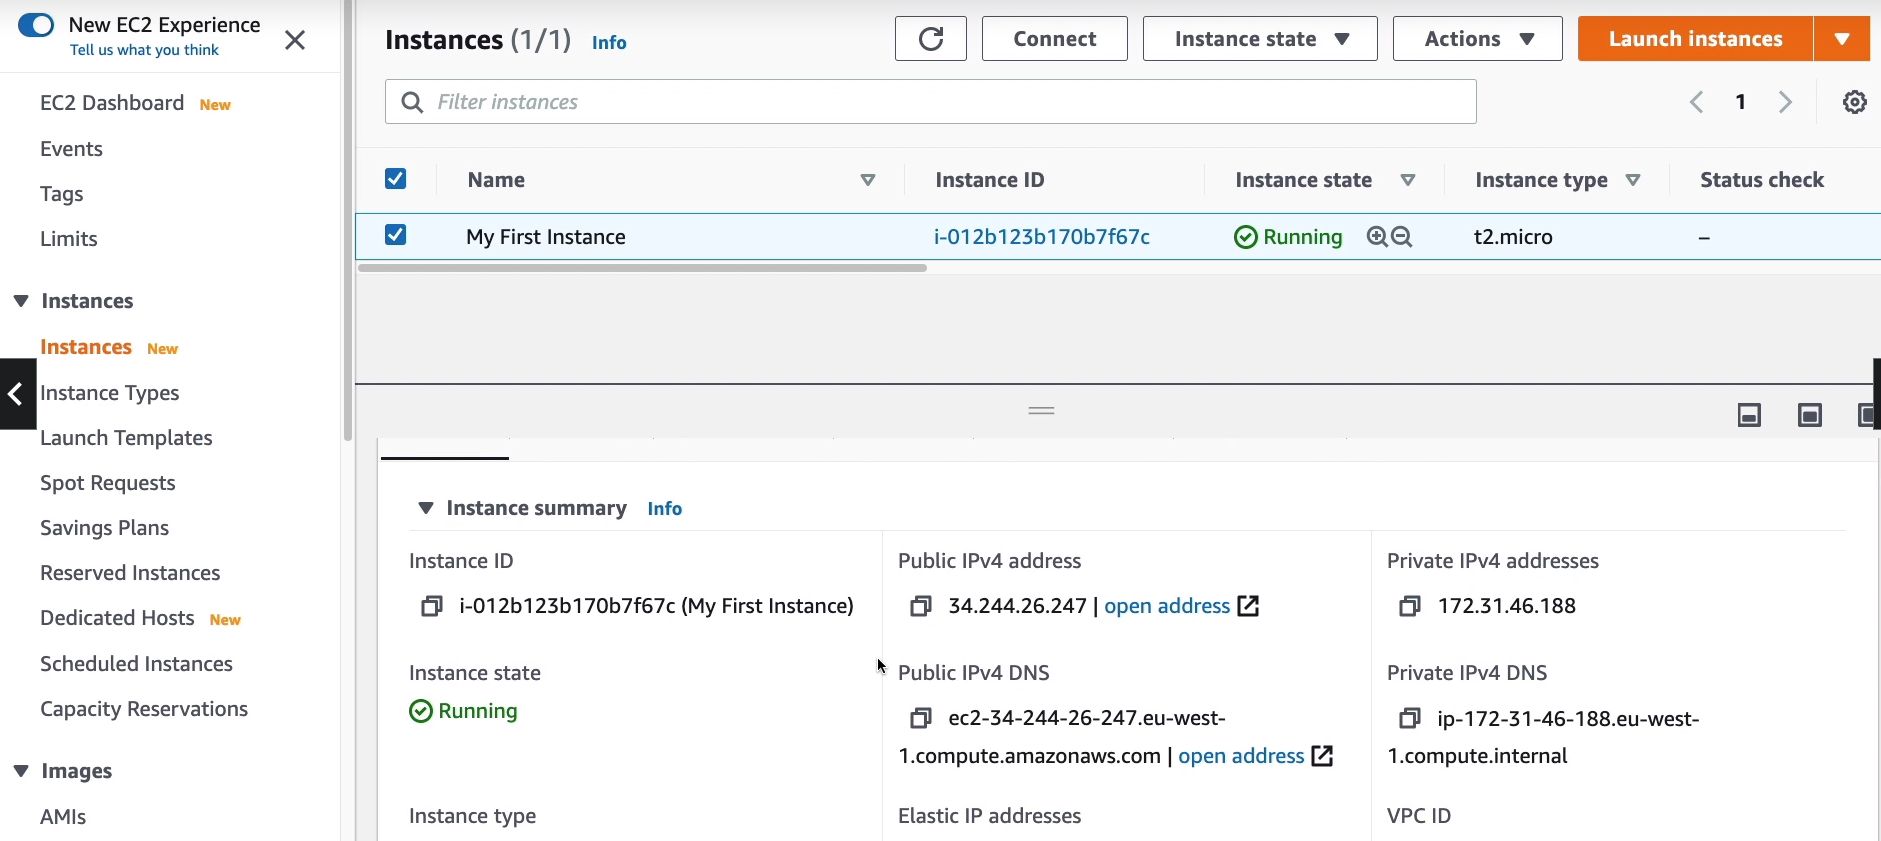 New EC2 Experience
Tell us what you think
EC2 Dashboard New
Events
Tags
Limits
Instances
Instances New
Instance Types
Launch Templates
Spot Requests
Savings Plans
Reserved Instances
Dedicated Hosts New
Scheduled Instances
Capacity Reservations
Images
AMIs
Instances (1/1) Info
Connect
Instance state
Actions
Launch instances
Filter instances
1
Name Instance ID Instance state Instance type Status check
My First Instance i-012b123b170b7f67c Running t2.micro –
Instance summary Info
Instance ID
i-012b123b170b7f67c (My First Instance)
Public IPv4 address
34.244.26.247 | open address
Private IPv4 addresses
172.31.46.188
Instance state
Running
Public IPv4 DNS
ec2-34-244-26-247.eu-west-
1.compute.amazonaws.com | open address
Private IPv4 DNS
ip-172-31-46-188.eu-west-
1.compute.internal
Instance type
Elastic IP addresses
VPC ID